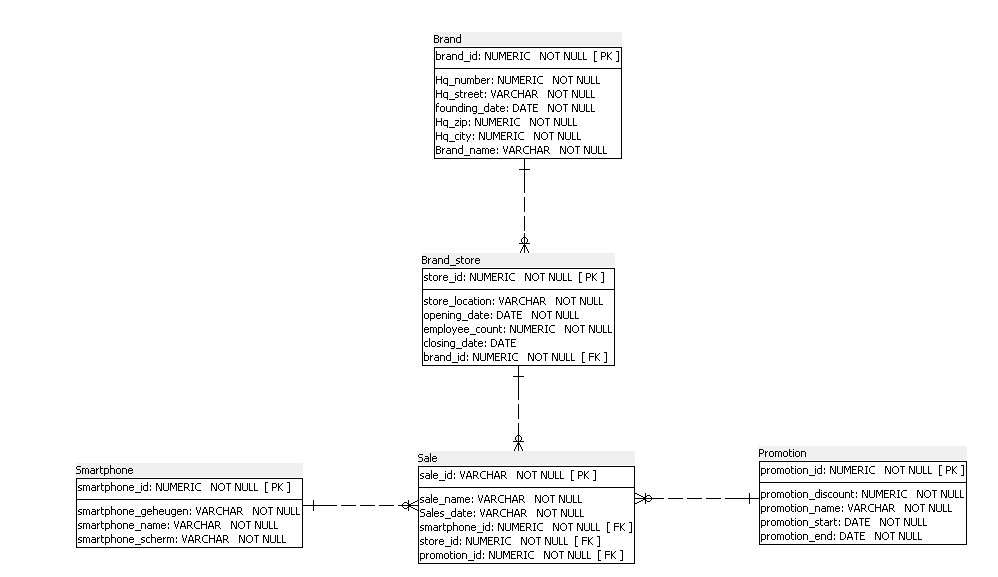 Brand
brand_id: NUMERIC NOT NULL [ PK ]
Hq_number: NUMERIC NOT NULL
Hq_street: VARCHAR NOT NULL
founding_date: DATE NOT NULL
Hq_zip: NUMERIC NOT NULL
Hq_city: NUMERIC NOT NULL
Brand_name: VARCHAR NOT NULL
Brand_store
store_id: NUMERIC NOT NULL [ PK ]
store_location: VARCHAR NOT NULL
opening_date: DATE NOT NULL
employee_count: NUMERIC NOT NULL
closing_date: DATE
brand_id: NUMERIC NOT NULL [ FK ]
Smartphone
smartphone_id: NUMERIC NOT NULL [ PK ]
smartphone_geheugen: VARCHAR NOT NULL
smartphone_name: VARCHAR NOT NULL
smartphone_scherm: VARCHAR NOT NULL
Sale
sale_id: VARCHAR NOT NULL [ PK ]
sale_name: VARCHAR NOT NULL
Sales_date: VARCHAR NOT NULL
smartphone_id: NUMERIC NOT NULL [ FK ]
store_id: NUMERIC NOT NULL [ FK ]
promotion_id: NUMERIC NOT NULL [ FK ]
Promotion
promotion_id: NUMERIC NOT NULL [ PK ]
promotion_discount: NUMERIC NOT NULL
promotion_name: VARCHAR NOT NULL
promotion_start: DATE NOT NULL
promotion_end: DATE NOT NULL